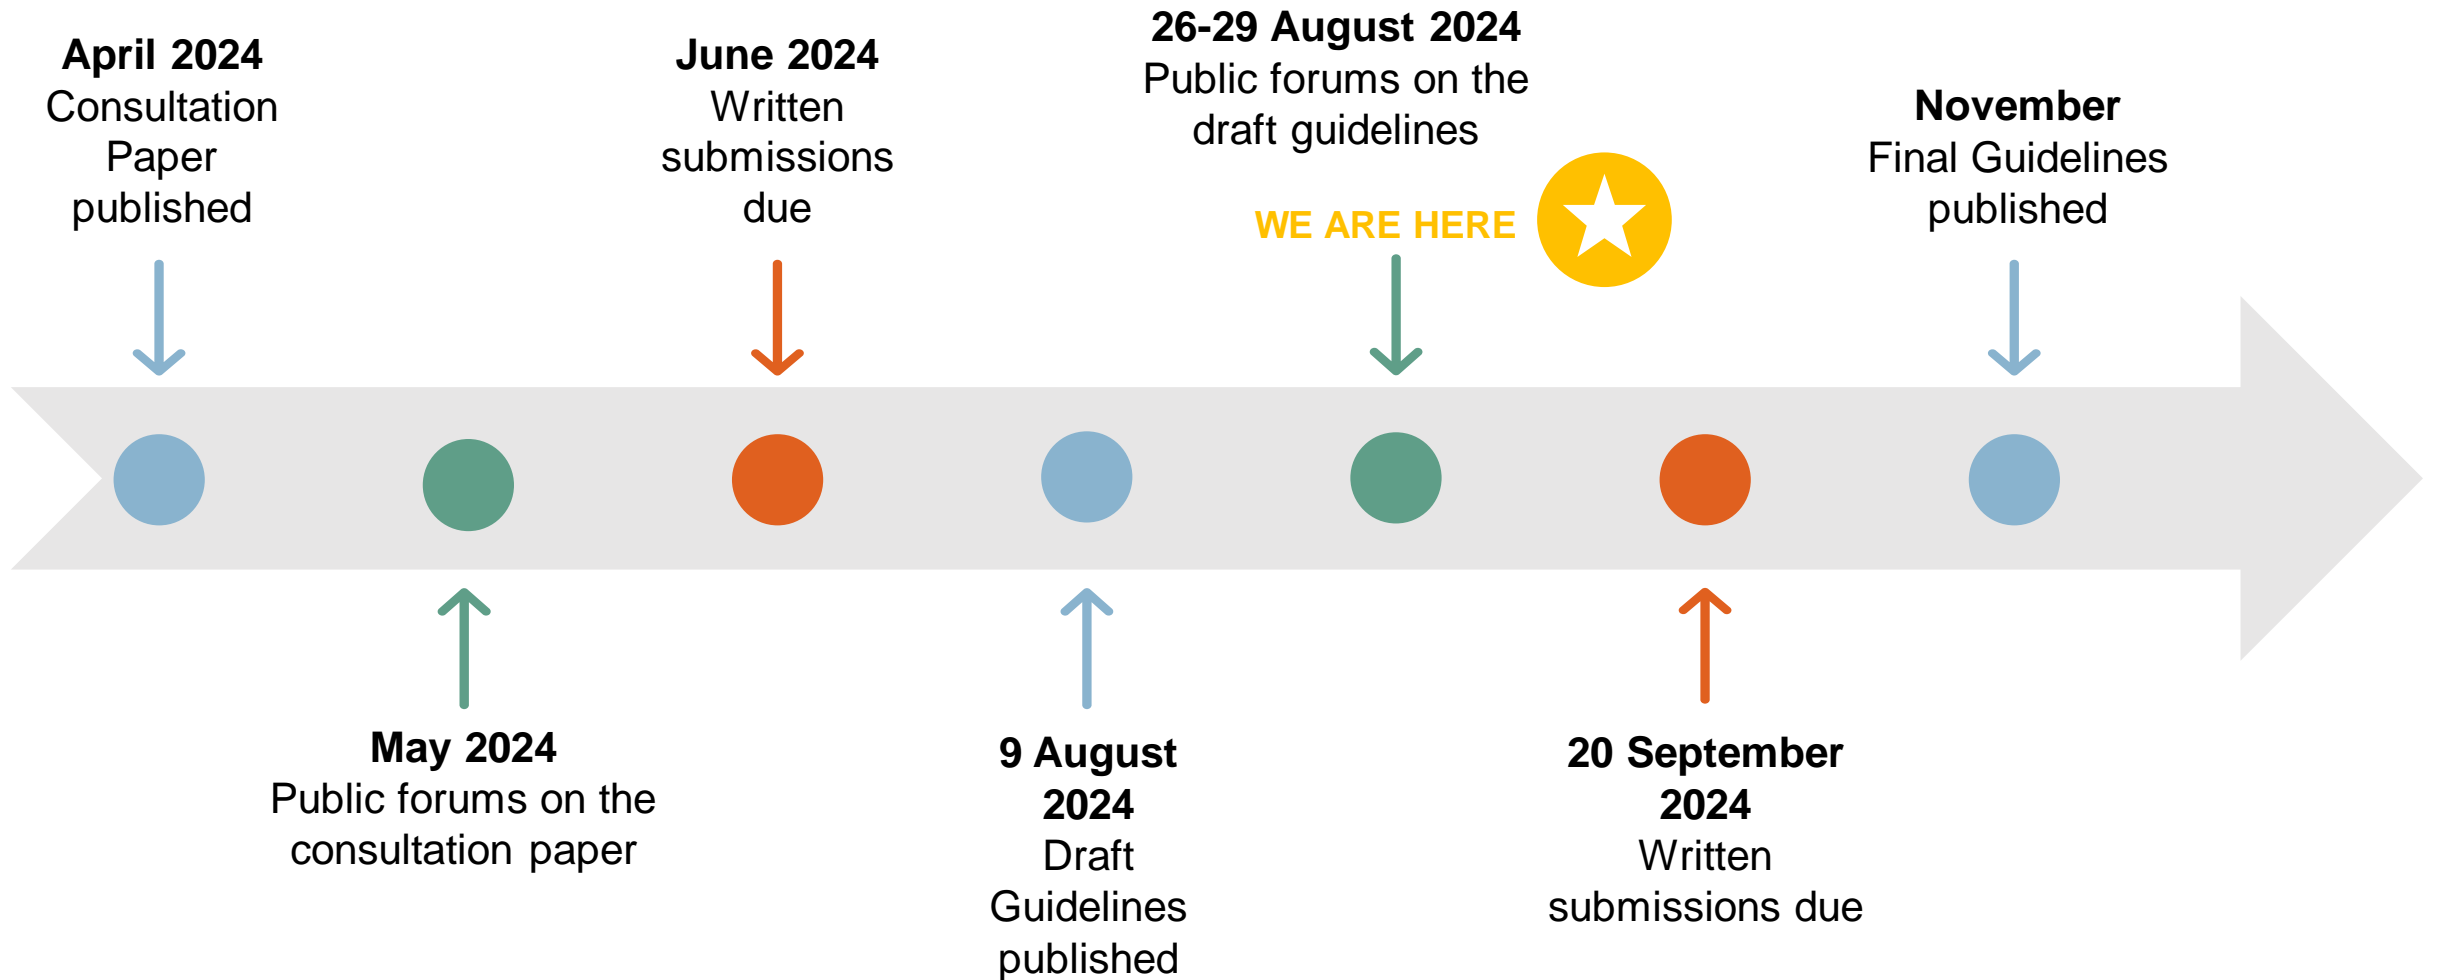 April 2024
Consultation
Paper
published
May 2024
Public forums on the
consultation paper
June 2024
Written
submissions
due
9 August
2024
Draft
Guidelines
published
26-29 August 2024
Public forums on the
draft guidelines
WE ARE HERE
20 September
2024
Written
submissions due
November
Final Guidelines
published